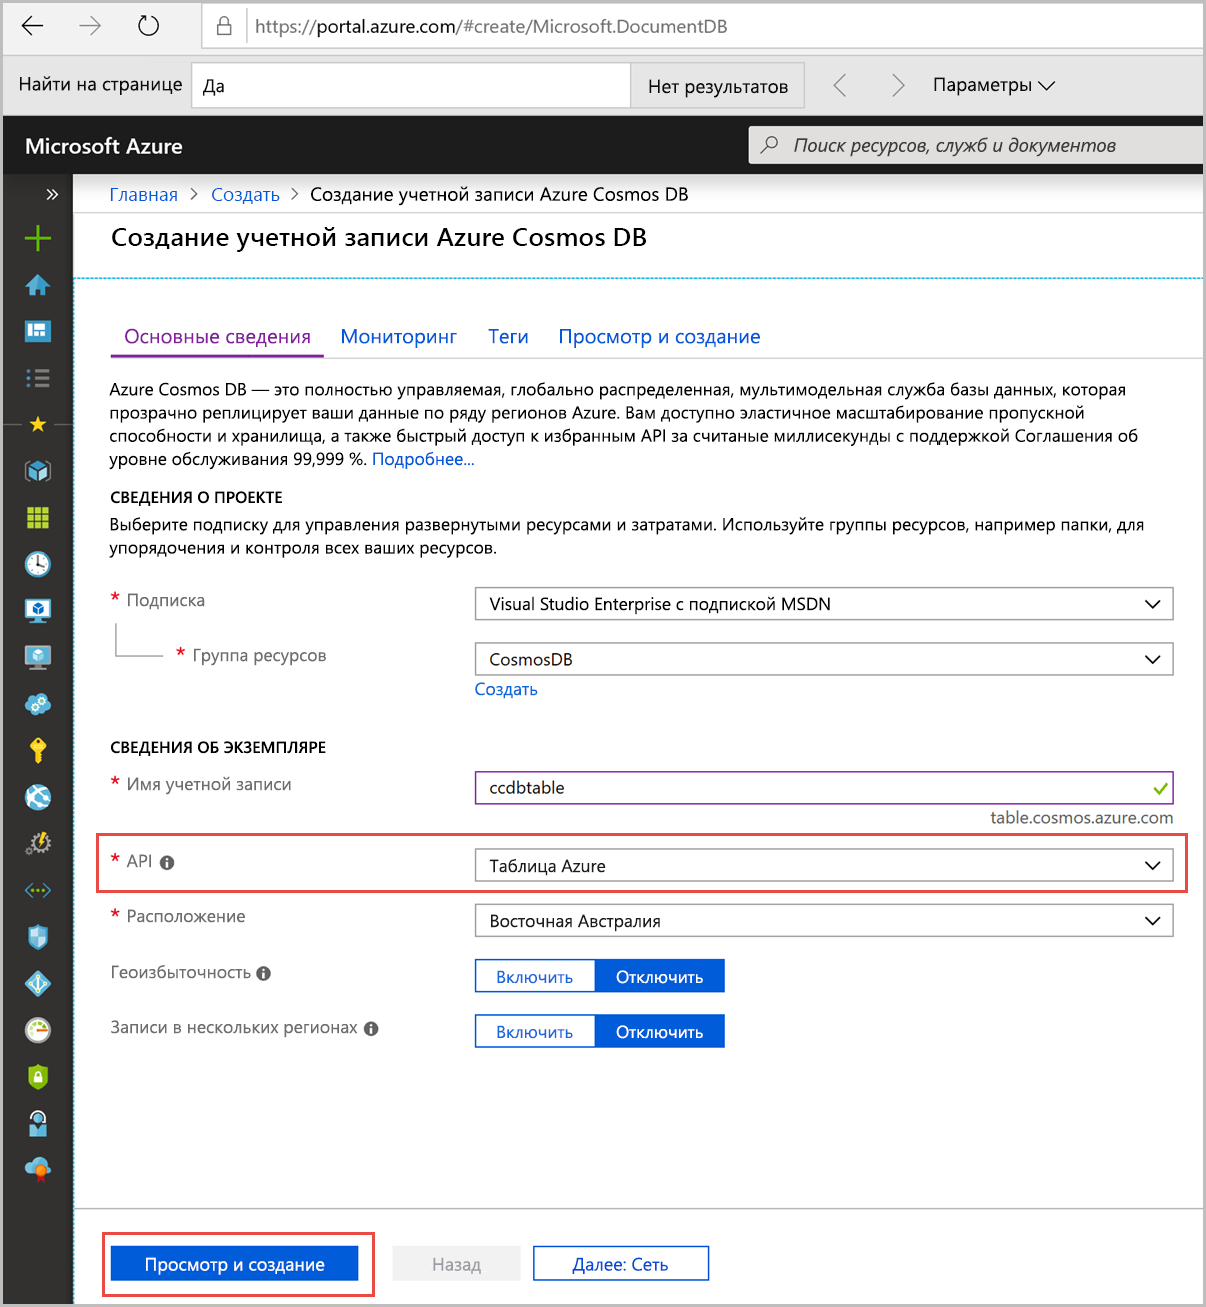 https://portal.azure.com/#create/Microsoft.DocumentDB
Найти на странице Да Нет результатов Параметры
Microsoft Azure Поиск ресурсов, служб и документов
Главная > Создать > Создание учетной записи Azure Cosmos DB
Создание учетной записи Azure Cosmos DB
Основные сведения Мониторинг Теги Просмотр и создание
Azure Cosmos DB — это полностью управляемая, глобально распределенная, мультимодельная служба базы данных, которая
прозрачно реплицирует ваши данные по ряду регионов Azure. Вам доступно эластичное масштабирование пропускной
способности и хранилища, а также быстрый доступ к избранным API за считаные миллисекунды с поддержкой Соглашения об
уровне обслуживания 99,999 %. Подробнее...
СВЕДЕНИЯ О ПРОЕКТЕ
Выберите подписку для управления развернутыми ресурсами и затратами. Используйте группы ресурсов, например папки, для
упорядочения и контроля всех ваших ресурсов.
* Подписка Visual Studio Enterprise с подпиской MSDN
* Группа ресурсов CosmosDB
Создать
СВЕДЕНИЯ ОБ ЭКЗЕМПЛЯРЕ
* Имя учетной записи ccdbtable
table.cosmos.azure.com
* API Таблица Azure
* Расположение Восточная Австралия
Геоизбыточность Включить Отключить
Записи в нескольких регионах Включить Отключить
Просмотр и создание Назад Далее: Сеть